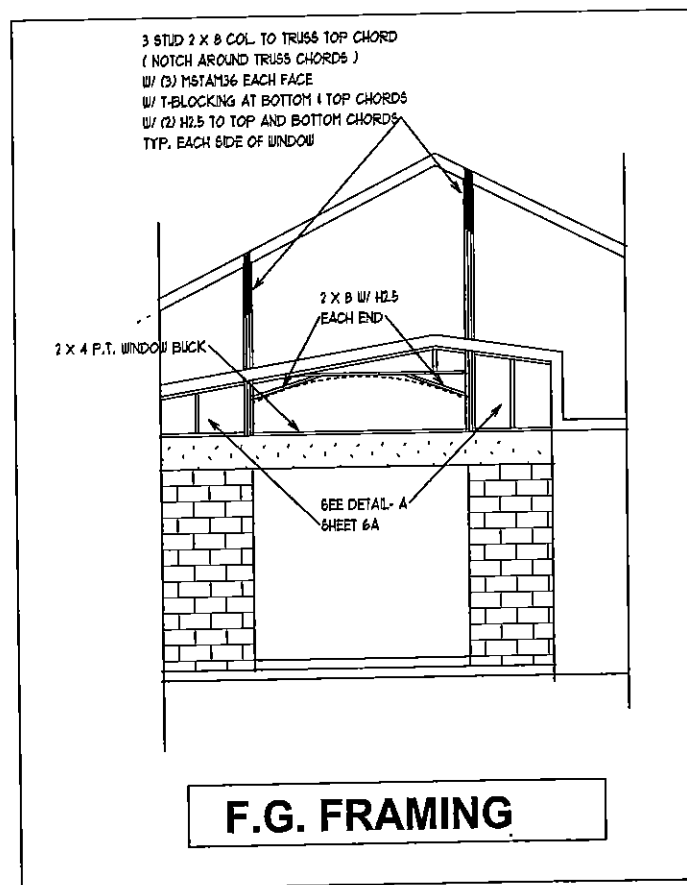 3 STUD 2 X 8 COL. TO TRUSS TOP CHORD
( NOTCH AROUND TRUSS CHORDS )
W/ (3) MSTAM36 EACH FACE
W/ T-BLOCKING AT BOTTOM & TOP CHORDS
W/ (2) H2.5 TO TOP AND BOTTOM CHORDS
TYP. EACH SIDE OF WINDOW
2 X 8 W/ H2.5
EACH END
2 X 4 P.T. WINDOW BUCK
SEE DETAIL- A
SHEET 6A
F.G. FRAMING